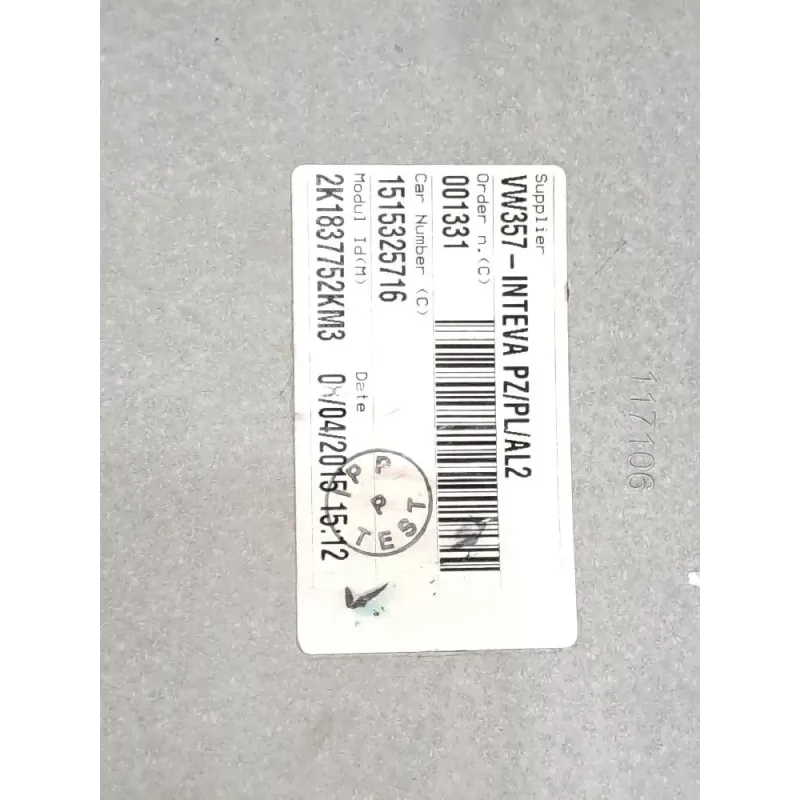 Supplier
VW357-INTEVA PZ/PL/AL2
Order n.(C)
001331
Car Number (C)
1515325716
Modul Id(M) Date
2K1837752KM3 /04/2015/15:12
TEST
117106